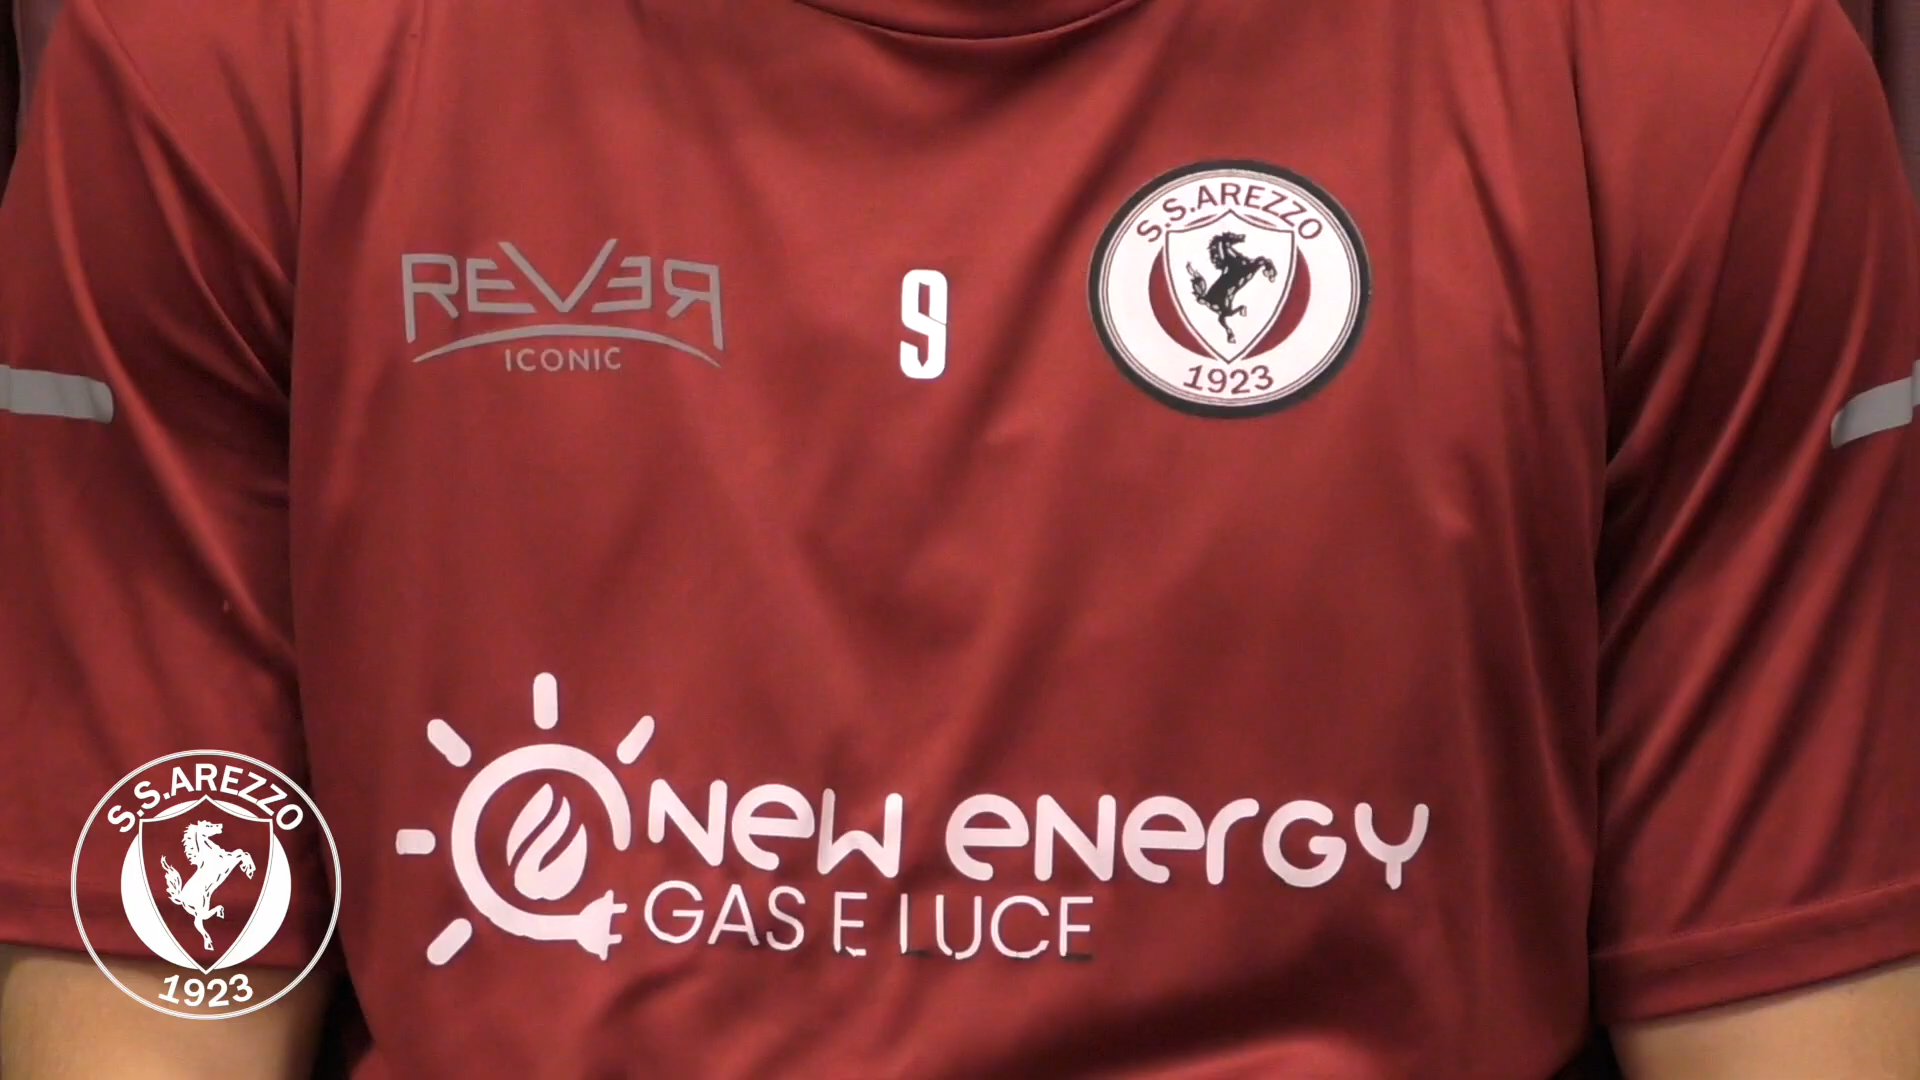 REVER
ICONIC
9
S.S.AREZZO
1923
NEW ENERGY
GAS E LUCE
S.S.AREZZO
1923